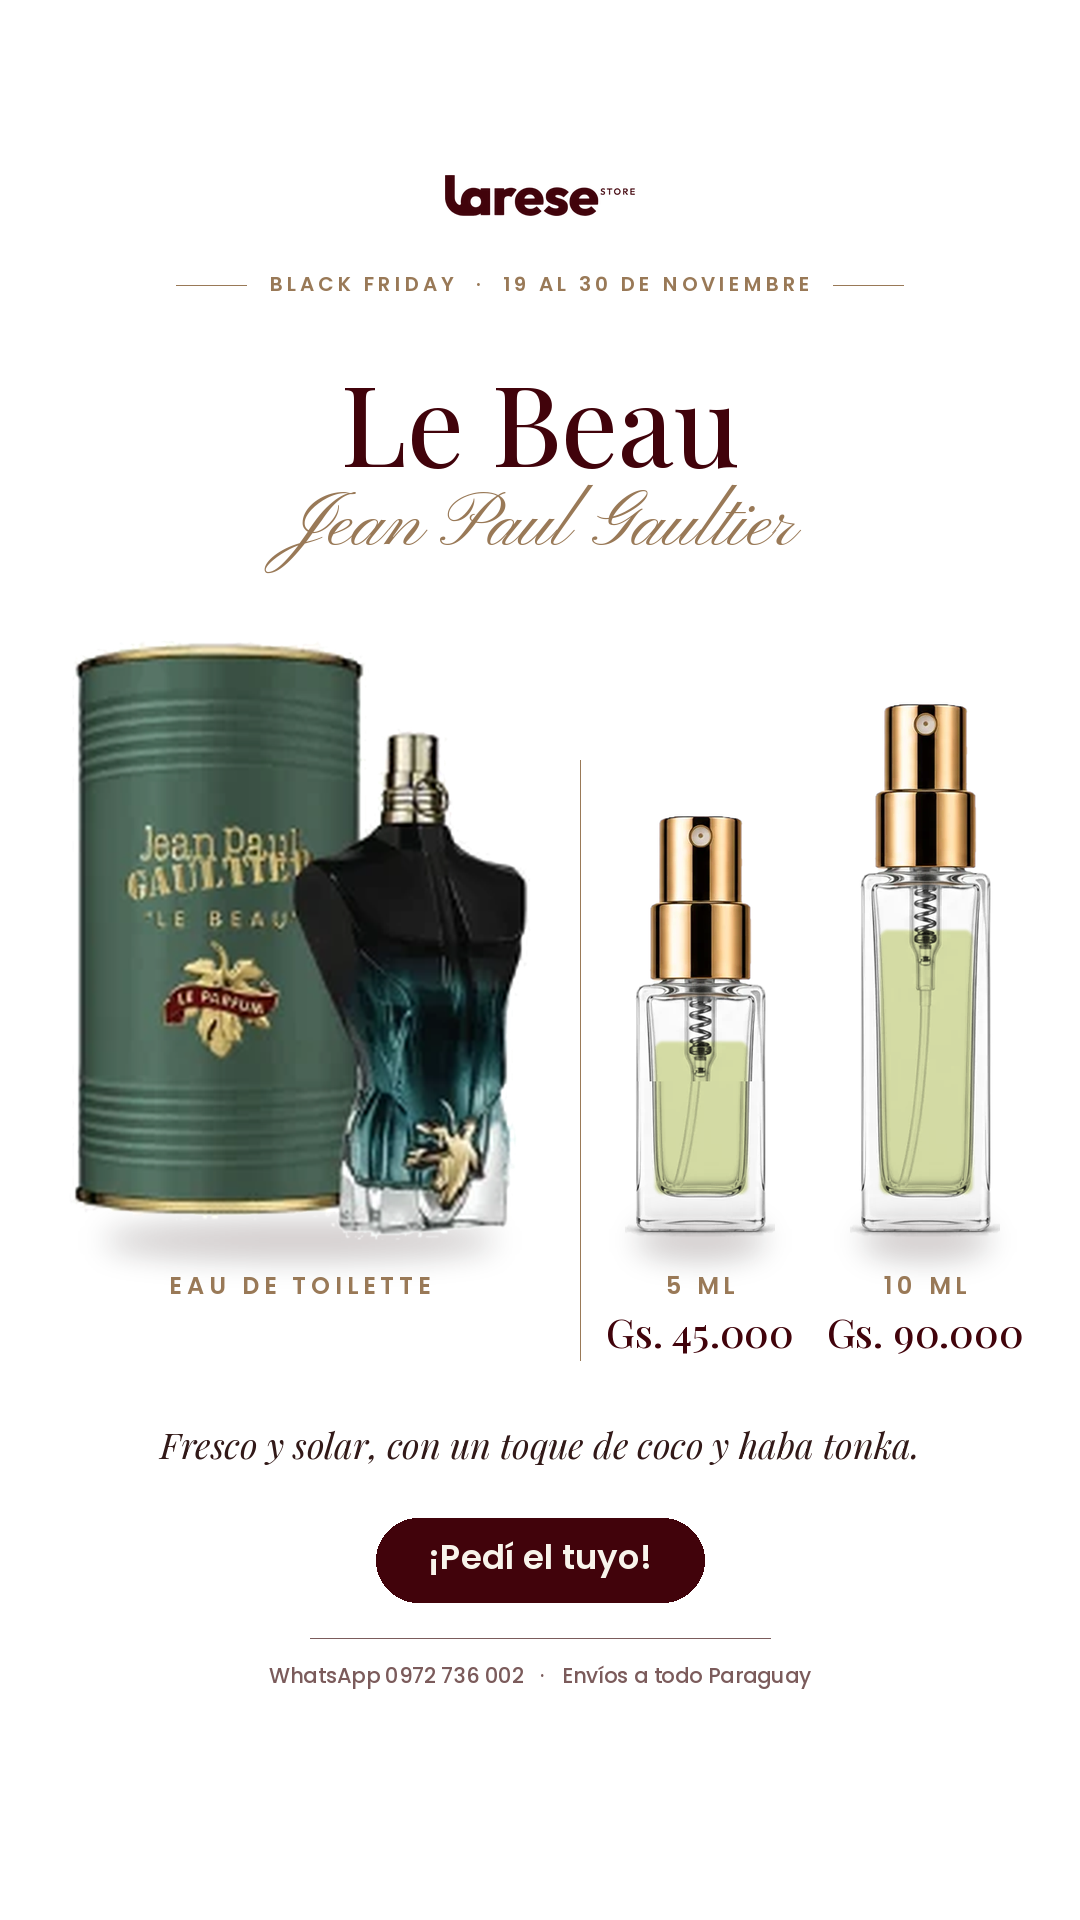 Larese STORE
BLACK FRIDAY · 19 AL 30 DE NOVIEMBRE
Le Beau
Jean Paul Gaultier
Jean Paul
GAULTIER
"LE BEAU"
LE PARFUM
EAU DE TOILETTE
5 ML
Gs. 45.000
10 ML
Gs. 90.000
Fresco y solar, con un toque de coco y haba tonka.
¡Pedí el tuyo!
WhatsApp 0972 736 002 · Envíos a todo Paraguay